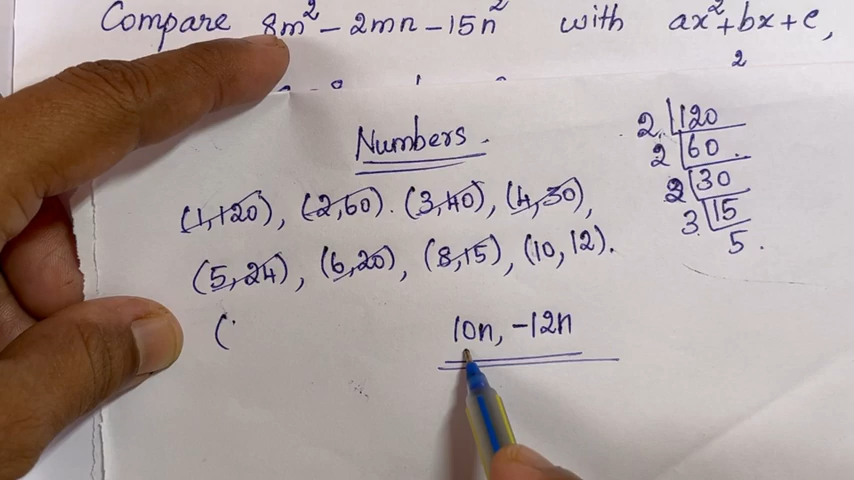 Compare 8m² - 2mn - 15n² with ax² + bx + c,
2
Numbers.
(1,120), (2,60). (3,40), (4,30),
(5,24), (6,20), (8,15), (10,12).
(
10n, -12n
2 120
2 60.
2 30
3 15
5.